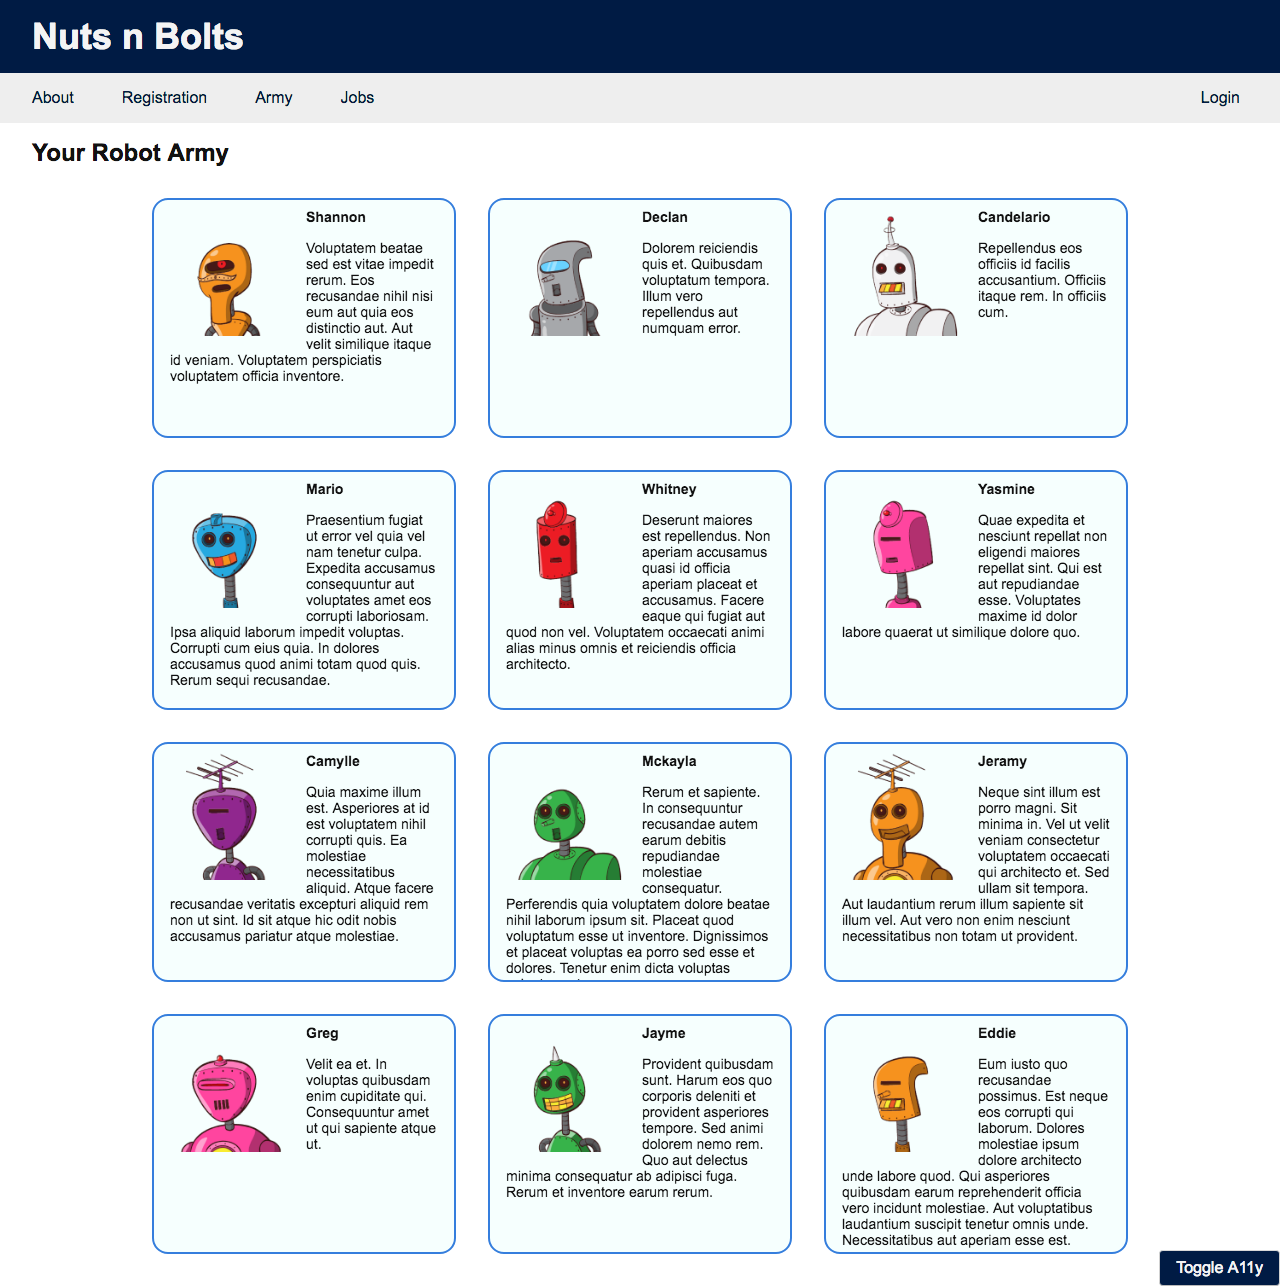 Nuts n Bolts
About Registration Army Jobs Login
Your Robot Army
Shannon
Voluptatem beatae
sed est vitae impedit
rerum. Eos
recusandae nihil nisi
eum aut quia eos
distinctio aut. Aut
velit similique itaque
id veniam. Voluptatem perspiciatis
voluptatem officia inventore.
Declan
Dolorem reiciendis
quis et. Quibusdam
voluptatum tempora.
Illum vero
repellendus aut
numquam error.
Candelario
Repellendus eos
officiis id facilis
accusantium. Officiis
itaque rem. In officiis
cum.
Mario
Praesentium fugiat
ut error vel quia vel
nam tenetur culpa.
Expedita accusamus
consequuntur aut
voluptates amet eos
corrupti laboriosam.
Ipsa aliquid laborum impedit voluptas.
Corrupti cum eius quia. In dolores
accusamus quod animi totam quod quis.
Rerum sequi recusandae.
Whitney
Deserunt maiores
est repellendus. Non
aperiam accusamus
quasi id officia
aperiam placeat et
accusamus. Facere
eaque qui fugiat aut
quod non vel. Voluptatem occaecati animi
alias minus omnis et reiciendis officia
architecto.
Yasmine
Quae expedita et
nesciunt repellat non
eligendi maiores
repellat sint. Qui est
aut repudiandae
esse. Voluptates
maxime id dolor
labore quaerat ut similique dolore quo.
Camylle
Quia maxime illum
est. Asperiores at id
est voluptatem nihil
corrupti quis. Ea
molestiae
necessitatibus
aliquid. Atque facere
recusandae veritatis excepturi aliquid rem
non ut sint. Id sit atque hic odit nobis
accusamus pariatur atque molestiae.
Mckayla
Rerum et sapiente.
In consequuntur
recusandae autem
earum debitis
repudiandae
molestiae
consequatur.
Perferendis quia voluptatem dolore beatae
nihil laborum ipsum sit. Placeat quod
voluptatum esse ut inventore. Dignissimos
et placeat voluptas ea porro sed esse et
dolores. Tenetur enim dicta voluptas
Jeramy
Neque sint illum est
porro magni. Sit
minima in. Vel ut velit
veniam consectetur
voluptatem occaecati
qui architecto et. Sed
ullam sit tempora.
Aut laudantium rerum illum sapiente sit
illum vel. Aut vero non enim nesciunt
necessitatibus non totam ut provident.
Greg
Velit ea et. In
voluptas quibusdam
enim cupiditate qui.
Consequuntur amet
ut qui sapiente atque
ut.
Jayme
Provident quibusdam
sunt. Harum eos quo
corporis deleniti et
provident asperiores
tempore. Sed animi
dolorem nemo rem.
Quo aut delectus
minima consequatur ab adipisci fuga.
Rerum et inventore earum rerum.
Eddie
Eum iusto quo
recusandae
possimus. Est neque
eos corrupti qui
laborum. Dolores
molestiae ipsum
dolore architecto
unde labore quod. Qui asperiores
quibusdam earum reprehenderit officia
vero incidunt molestiae. Aut voluptatibus
laudantium suscipit tenetur omnis unde.
Necessitatibus aut aperiam esse est.
Toggle A11y